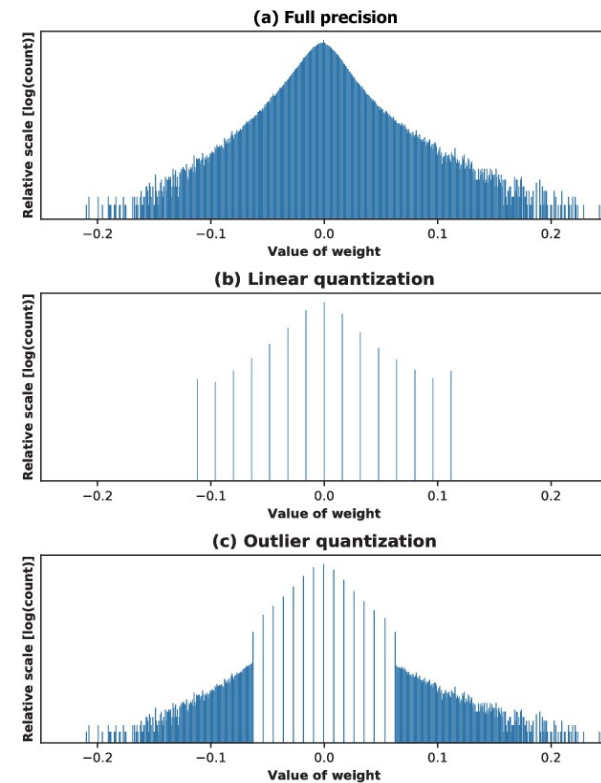 (a) Full precision
Relative scale [log(count)]
−0.2 −0.1 0.0 0.1 0.2
Value of weight
(b) Linear quantization
Relative scale [log(count)]
−0.2 −0.1 0.0 0.1 0.2
Value of weight
(c) Outlier quantization
Relative scale [log(count)]
−0.2 −0.1 0.0 0.1 0.2
Value of weight